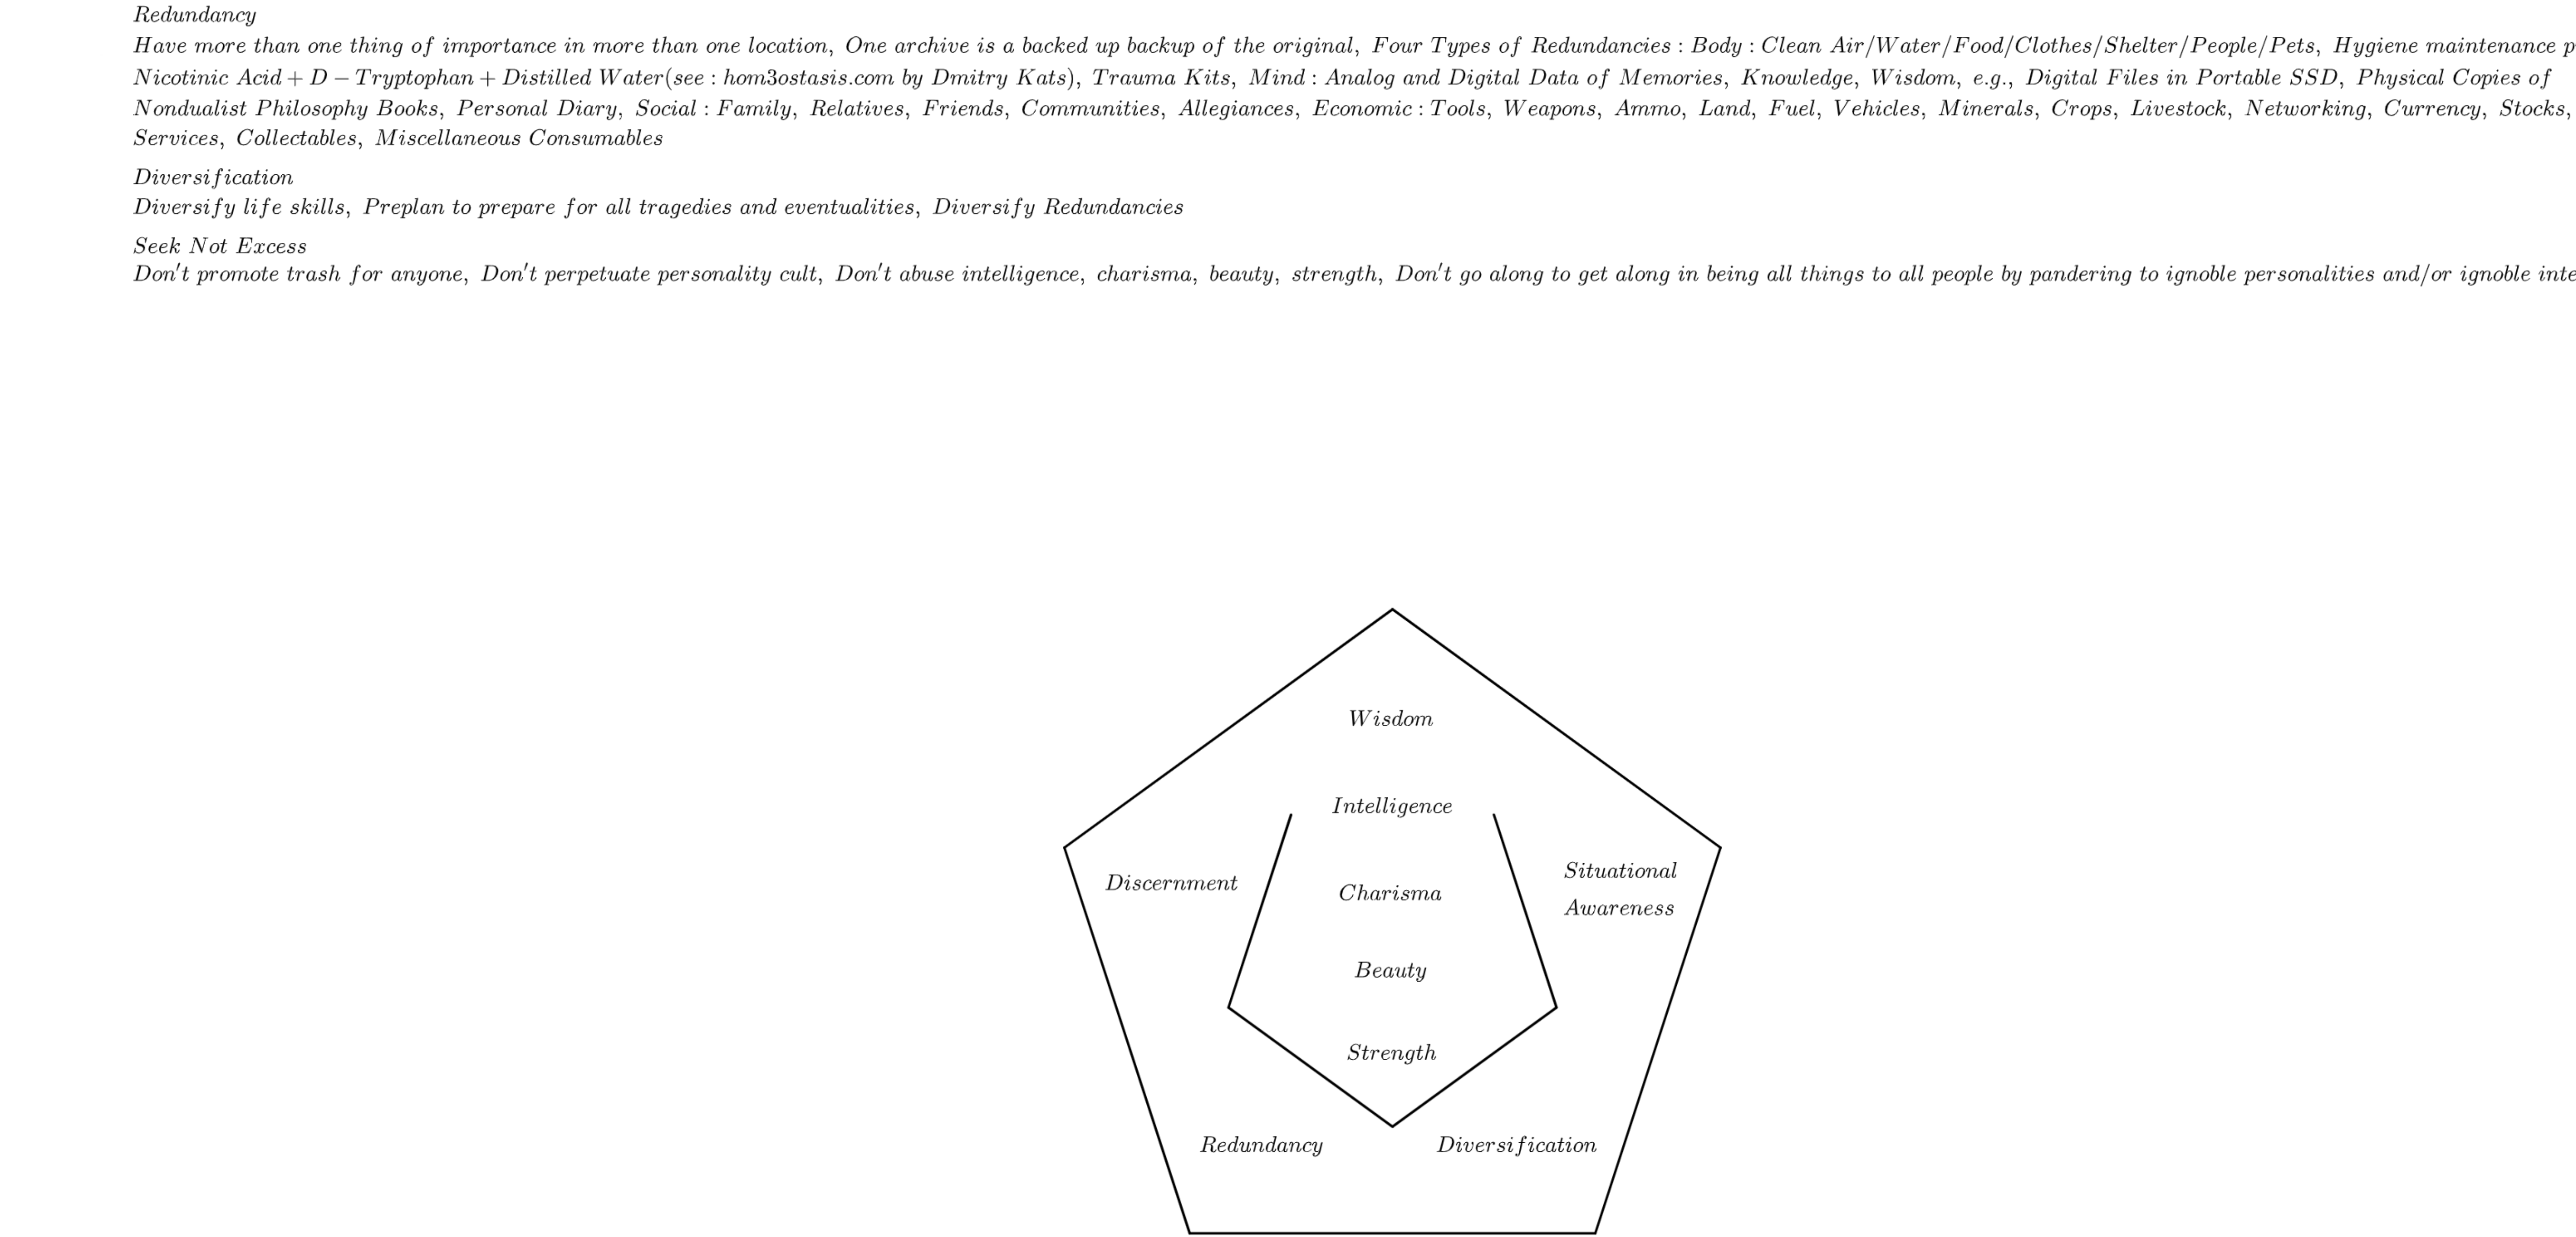 Redundancy
Have more than one thing of importance in more than one location, One archive is a backed up backup of the original, Four Types of Redundancies : Body : Clean Air/Water/Food/Clothes/Shelter/People/Pets, Hygiene maintenance p
Nicotinic Acid + D − Tryptophan + Distilled Water(see : hom3ostasis.com by Dmitry Kats), Trauma Kits, Mind : Analog and Digital Data of Memories, Knowledge, Wisdom, e.g., Digital Files in Portable SSD, Physical Copies of
Nondualist Philosophy Books, Personal Diary, Social : Family, Relatives, Friends, Communities, Allegiances, Economic : Tools, Weapons, Ammo, Land, Fuel, Vehicles, Minerals, Crops, Livestock, Networking, Currency, Stocks,
Services, Collectables, Miscellaneous Consumables
Diversification
Diversify life skills, Preplan to prepare for all tragedies and eventualities, Diversify Redundancies
Seek Not Excess
Don't promote trash for anyone, Don't perpetuate personality cult, Don't abuse intelligence, charisma, beauty, strength, Don't go along to get along in being all things to all people by pandering to ignoble personalities and/or ignoble inte
Wisdom
Intelligence
Discernment
Charisma
Situational
Awareness
Beauty
Strength
Redundancy
Diversification